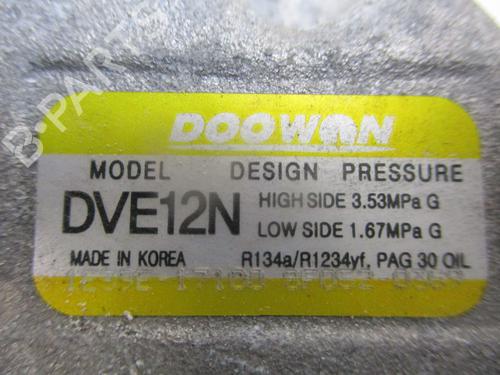 DOOWON
MODEL DESIGN PRESSURE
DVE12N HIGH SIDE 3.53MPa G
LOW SIDE 1.67MPa G
MADE IN KOREA R134a/R1234yf, PAG 30 OIL
B-PARTS